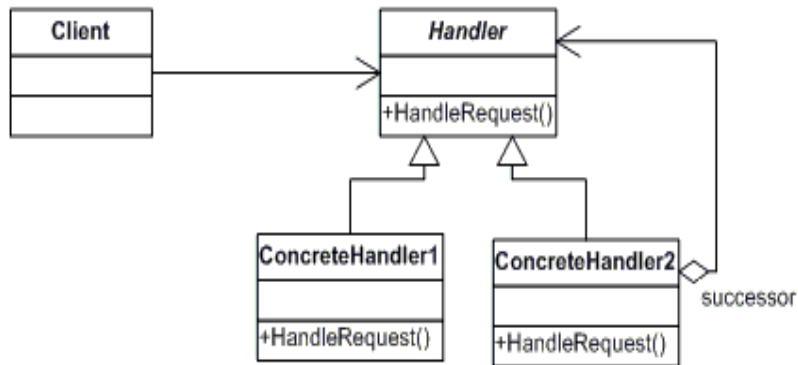 Client
Handler
+HandleRequest()
ConcreteHandler1
+HandleRequest()
ConcreteHandler2
+HandleRequest()
successor